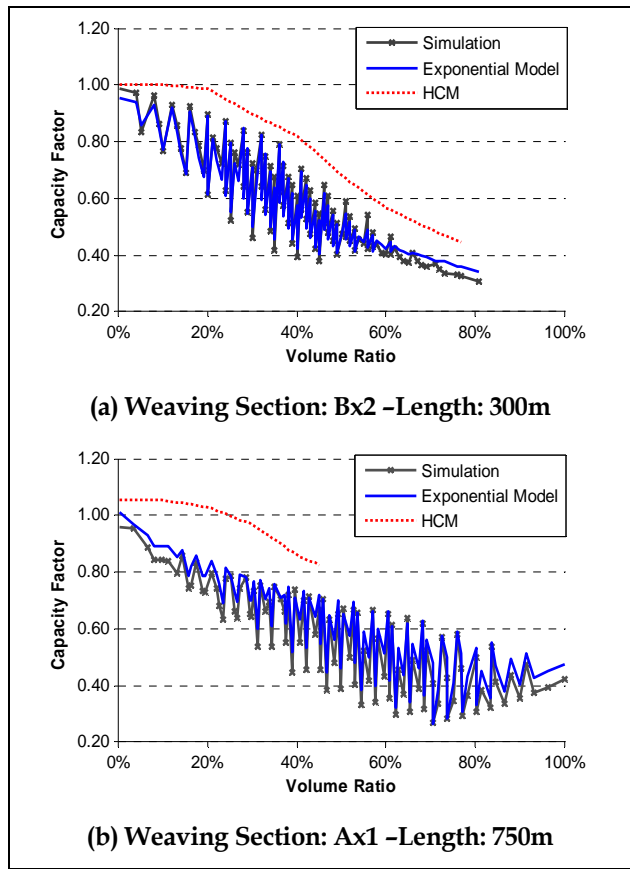 1.20
1.00
0.80
0.60
0.40
0.20
Capacity Factor
Simulation
Exponential Model
HCM
0% 20% 40% 60% 80% 100%
Volume Ratio
(a) Weaving Section: Bx2 –Length: 300m
1.20
1.00
0.80
0.60
0.40
0.20
Capacity Factor
Simulation
Exponential Model
HCM
0% 20% 40% 60% 80% 100%
Volume Ratio
(b) Weaving Section: Ax1 –Length: 750m